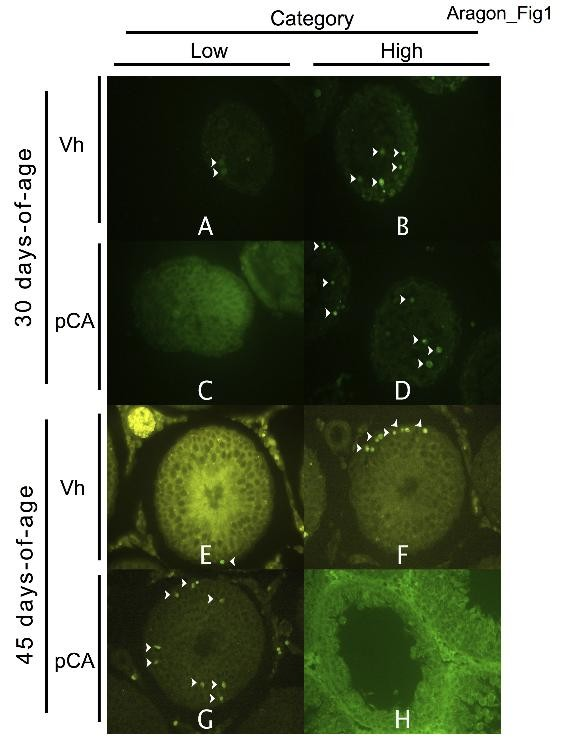 Aragon_Fig1
Category
Low High
30 days-of-age
Vh
A B
pCA
C D
45 days-of-age
Vh
E F
pCA
G H